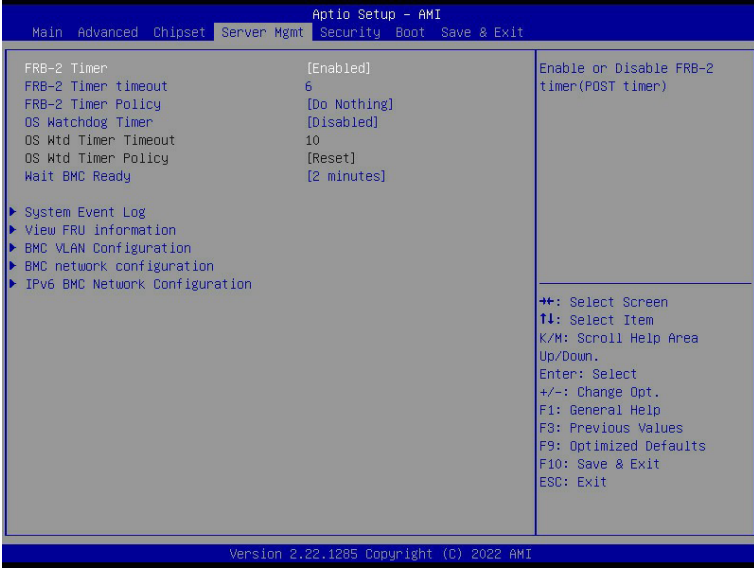 Aptio Setup – AMI
Main Advanced Chipset Server Mgmt Security Boot Save & Exit
FRB-2 Timer [Enabled]
FRB-2 Timer timeout 6
FRB-2 Timer Policy [Do Nothing]
OS Watchdog Timer [Disabled]
OS Wtd Timer Timeout 10
OS Wtd Timer Policy [Reset]
Wait BMC Ready [2 minutes]
System Event Log
View FRU information
BMC VLAN Configuration
BMC network configuration
IPv6 BMC Network Configuration
Enable or Disable FRB-2
timer(POST timer)
→←: Select Screen
↑↓: Select Item
K/M: Scroll Help Area
Up/Down.
Enter: Select
+/-: Change Opt.
F1: General Help
F3: Previous Values
F9: Optimized Defaults
F10: Save & Exit
ESC: Exit
Version 2.22.1285 Copyright (C) 2022 AMI